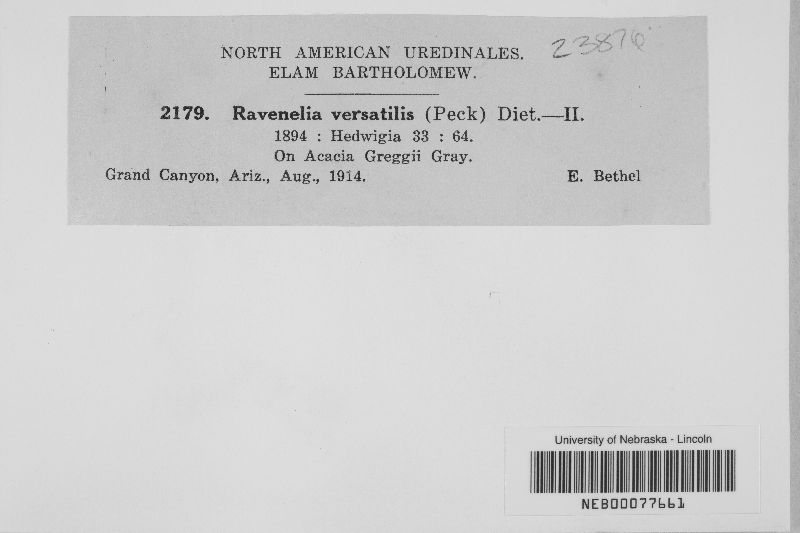 NORTH AMERICAN UREDINALES.
23876
ELAM BARTHOLOMEW.
2179. Ravenelia versatilis (Peck) Diet.—II.
1894 : Hedwigia 33 : 64.
On Acacia Greggii Gray.
Grand Canyon, Ariz., Aug., 1914. E. Bethel
University of Nebraska - Lincoln
NEB00077661